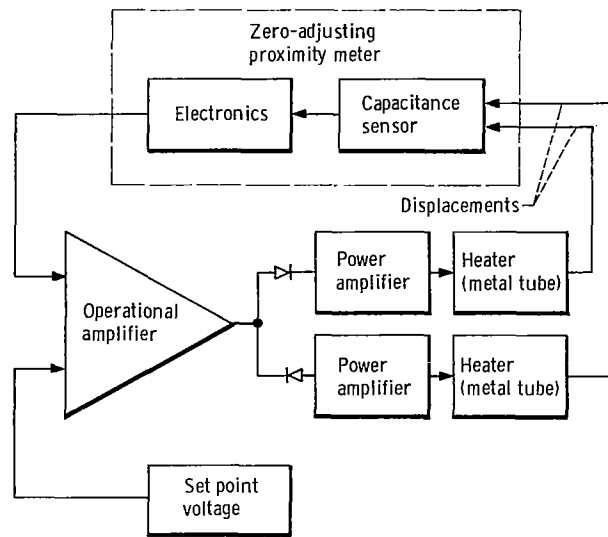 Zero-adjusting
proximity meter
Electronics
Capacitance
sensor
Displacements
Operational
amplifier
Power
amplifier
Heater
(metal tube)
Power
amplifier
Heater
(metal tube)
Set point
voltage